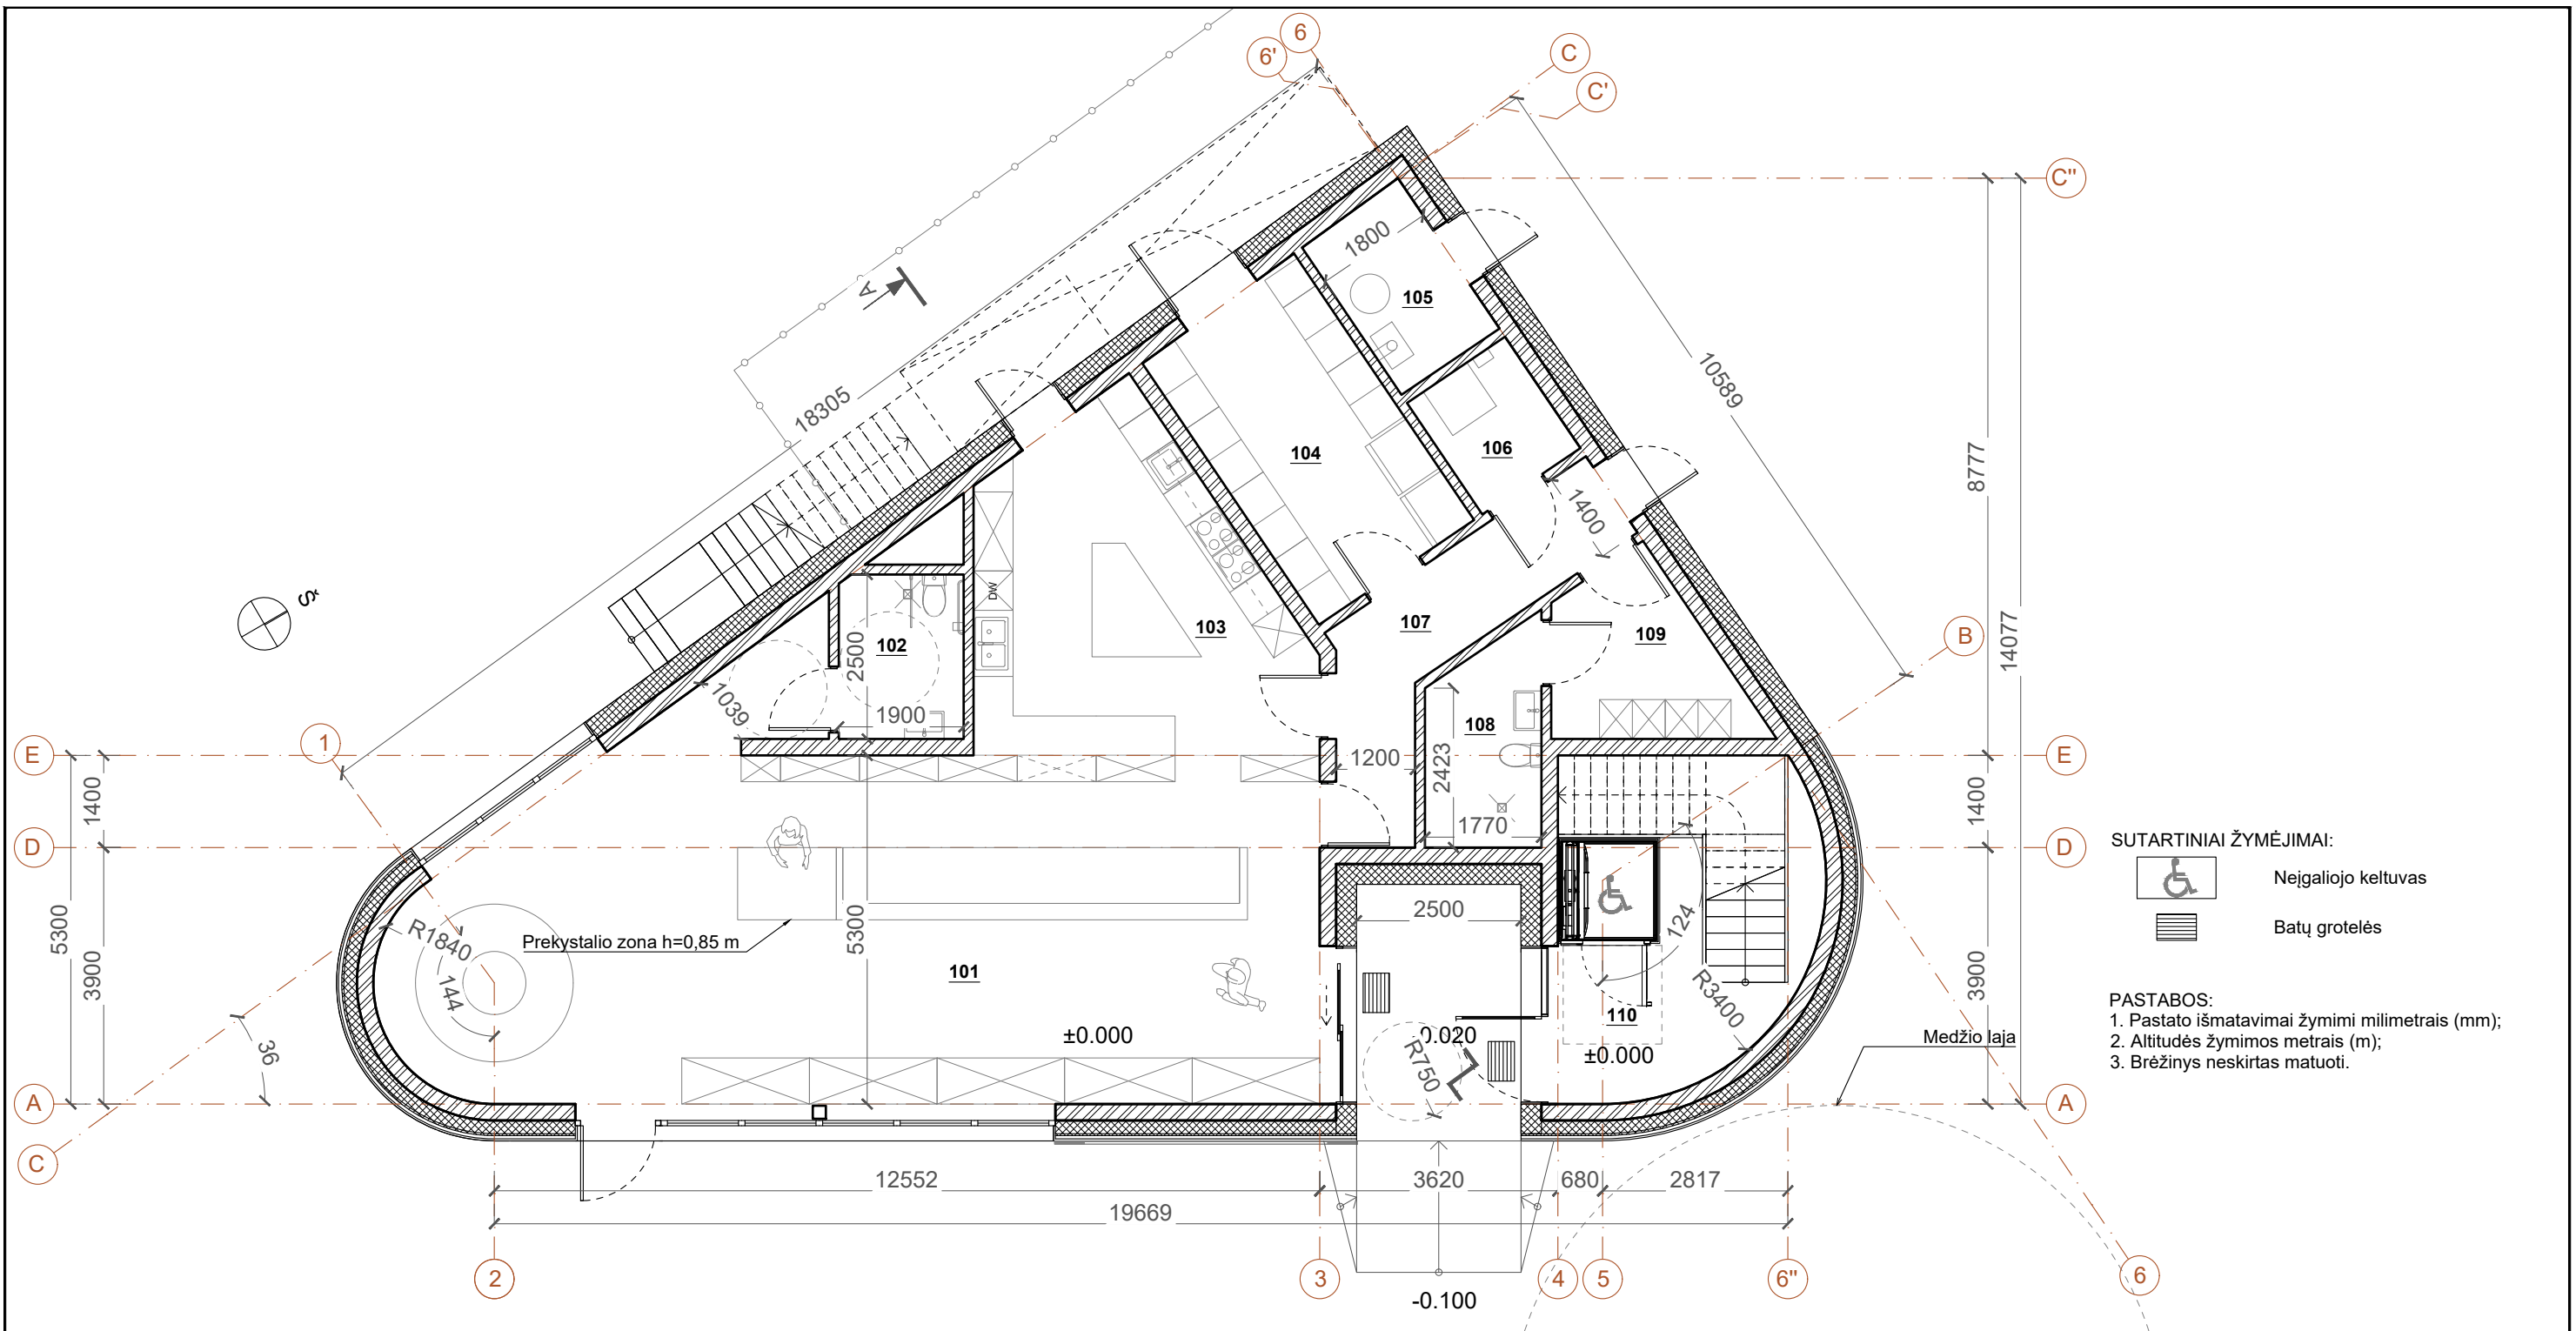 6
6'
C
C'
C''
1800
A
105
18305
10589
104
106
8777
1400
Š
DW
103
107
109
102
2500
B
14077
1039
1900
108
1
E
1200
2423
E
1400
1400
1770
D
D
SUTARTINIAI ŽYMĖJIMAI:
Neįgaliojo keltuvas
Batų grotelės
5300
3900
R1840
144
Prekystalio zona h=0,85 m
5300
101
2500
124
R3400
3900
110
±0.000
0.020
±0.000
R750
36
Medžio laja
PASTABOS:
1. Pastato išmatavimai žymimi milimetrais (mm);
2. Altitudės žymimos metrais (m);
3. Brėžinys neskirtas matuoti.
A
A
C
12552
3620
680
2817
19669
2
3
4
5
6''
6
-0.100